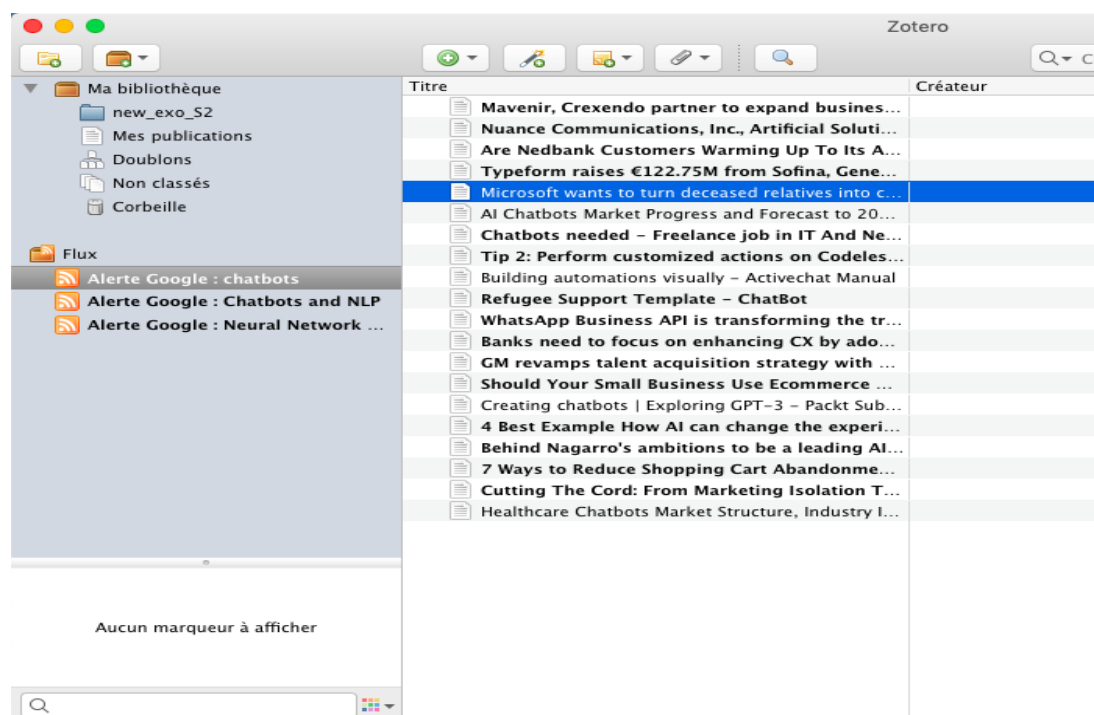 Zotero
C
Ma bibliothèque
new_exo_S2
Mes publications
Doublons
Non classés
Corbeille
Flux
Alerte Google : chatbots
Alerte Google : Chatbots and NLP
Alerte Google : Neural Network ...
Aucun marqueur à afficher
Titre
Créateur
Mavenir, Crexendo partner to expand busines...
Nuance Communications, Inc., Artificial Soluti...
Are Nedbank Customers Warming Up To Its A...
Typeform raises €122.75M from Sofina, Gene...
Microsoft wants to turn deceased relatives into c...
AI Chatbots Market Progress and Forecast to 20...
Chatbots needed – Freelance job in IT And Ne...
Tip 2: Perform customized actions on Codeles...
Building automations visually – Activechat Manual
Refugee Support Template – ChatBot
WhatsApp Business API is transforming the tr...
Banks need to focus on enhancing CX by ado...
GM revamps talent acquisition strategy with ...
Should Your Small Business Use Ecommerce ...
Creating chatbots | Exploring GPT–3 – Packt Sub...
4 Best Example How AI can change the experi...
Behind Nagarro's ambitions to be a leading AI...
7 Ways to Reduce Shopping Cart Abandonme...
Cutting The Cord: From Marketing Isolation T...
Healthcare Chatbots Market Structure, Industry I...